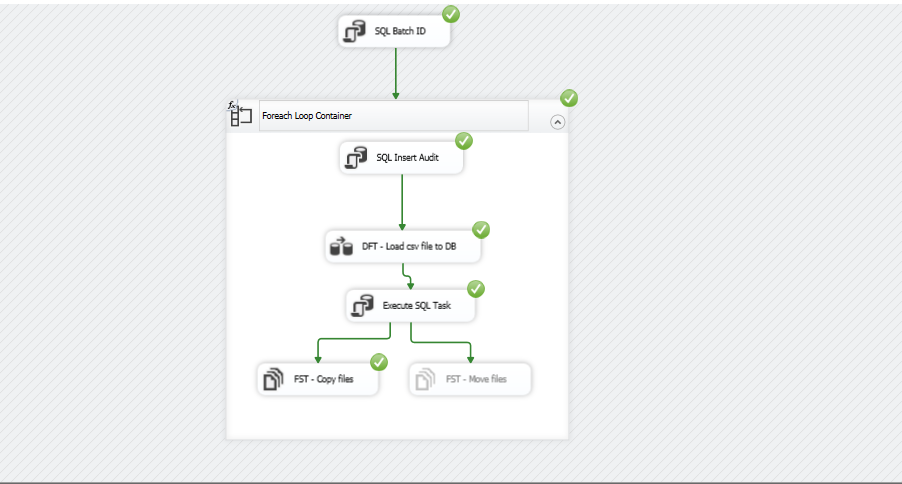 SQL Batch ID
fx
Foreach Loop Container
SQL Insert Audit
DFT - Load csv file to DB
Execute SQL Task
FST - Copy files
FST - Move files